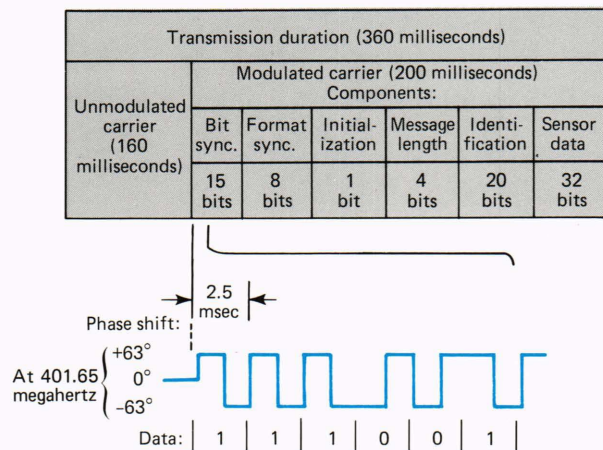 Transmission duration (360 milliseconds)
Unmodulated
carrier
(160
milliseconds)
Modulated carrier (200 milliseconds)
Components:
Bit
sync.
Format
sync.
Initial-
ization
Message
length
Identi-
fication
Sensor
data
15
bits
8
bits
1
bit
4
bits
20
bits
32
bits
2.5
msec
Phase shift:
At 401.65
megahertz
+63°
0°
−63°
Data: 1 1 1 0 0 1